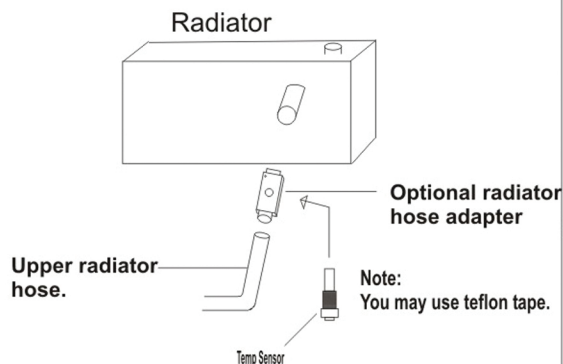 Radiator
Optional radiator
hose adapter
Upper radiator
hose.
Note:
You may use teflon tape.
Temp Sensor